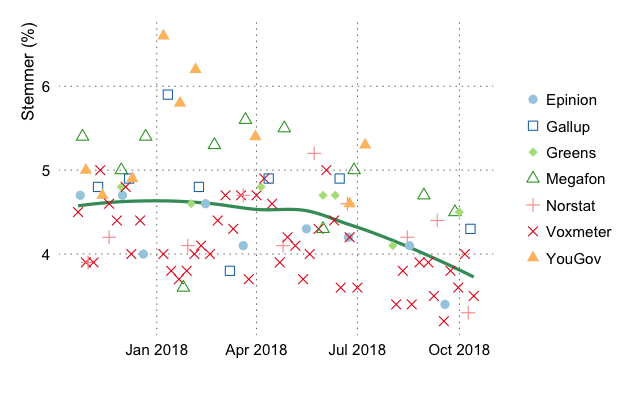 Stemmer (%)
6
5
4
Jan 2018 Apr 2018 Jul 2018 Oct 2018
Epinion
Gallup
Greens
Megafon
Norstat
Voxmeter
YouGov